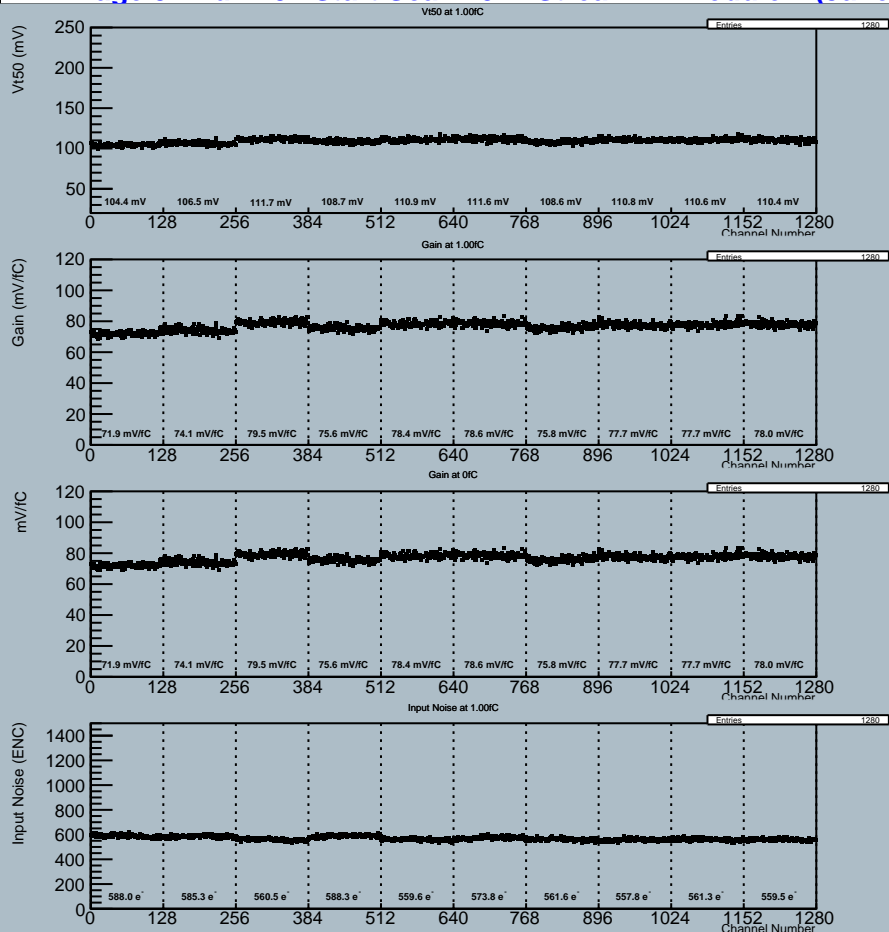 Vt50 at 1.00fC
Entries 1280
Vt50 (mV)
250
200
150
100
50
104.4 mV 106.5 mV 111.7 mV 108.7 mV 110.9 mV 111.6 mV 108.6 mV 110.8 mV 110.6 mV 110.4 mV
0 128 256 384 512 640 768 896 1024 1152 1280
Channel Number
Gain at 1.00fC
Entries 1280
Gain (mV/fC)
120
100
80
60
40
20
0
71.9 mV/fC 74.1 mV/fC 79.5 mV/fC 75.6 mV/fC 78.4 mV/fC 78.6 mV/fC 75.8 mV/fC 77.7 mV/fC 77.7 mV/fC 78.0 mV/fC
0 128 256 384 512 640 768 896 1024 1152 1280
Channel Number
Gain at 0fC
Entries 1280
mV/fC
120
100
80
60
40
20
0
71.9 mV/fC 74.1 mV/fC 79.5 mV/fC 75.6 mV/fC 78.4 mV/fC 78.6 mV/fC 75.8 mV/fC 77.7 mV/fC 77.7 mV/fC 78.0 mV/fC
0 128 256 384 512 640 768 896 1024 1152 1280
Channel Number
Input Noise at 1.00fC
Entries 1280
Input Noise (ENC)
1400
1200
1000
800
600
400
200
0
588.0 e⁻ 585.3 e⁻ 560.5 e⁻ 588.3 e⁻ 559.6 e⁻ 573.8 e⁻ 561.6 e⁻ 557.8 e⁻ 561.3 e⁻ 559.5 e⁻
0 128 256 384 512 640 768 896 1024 1152 1280
Channel Number